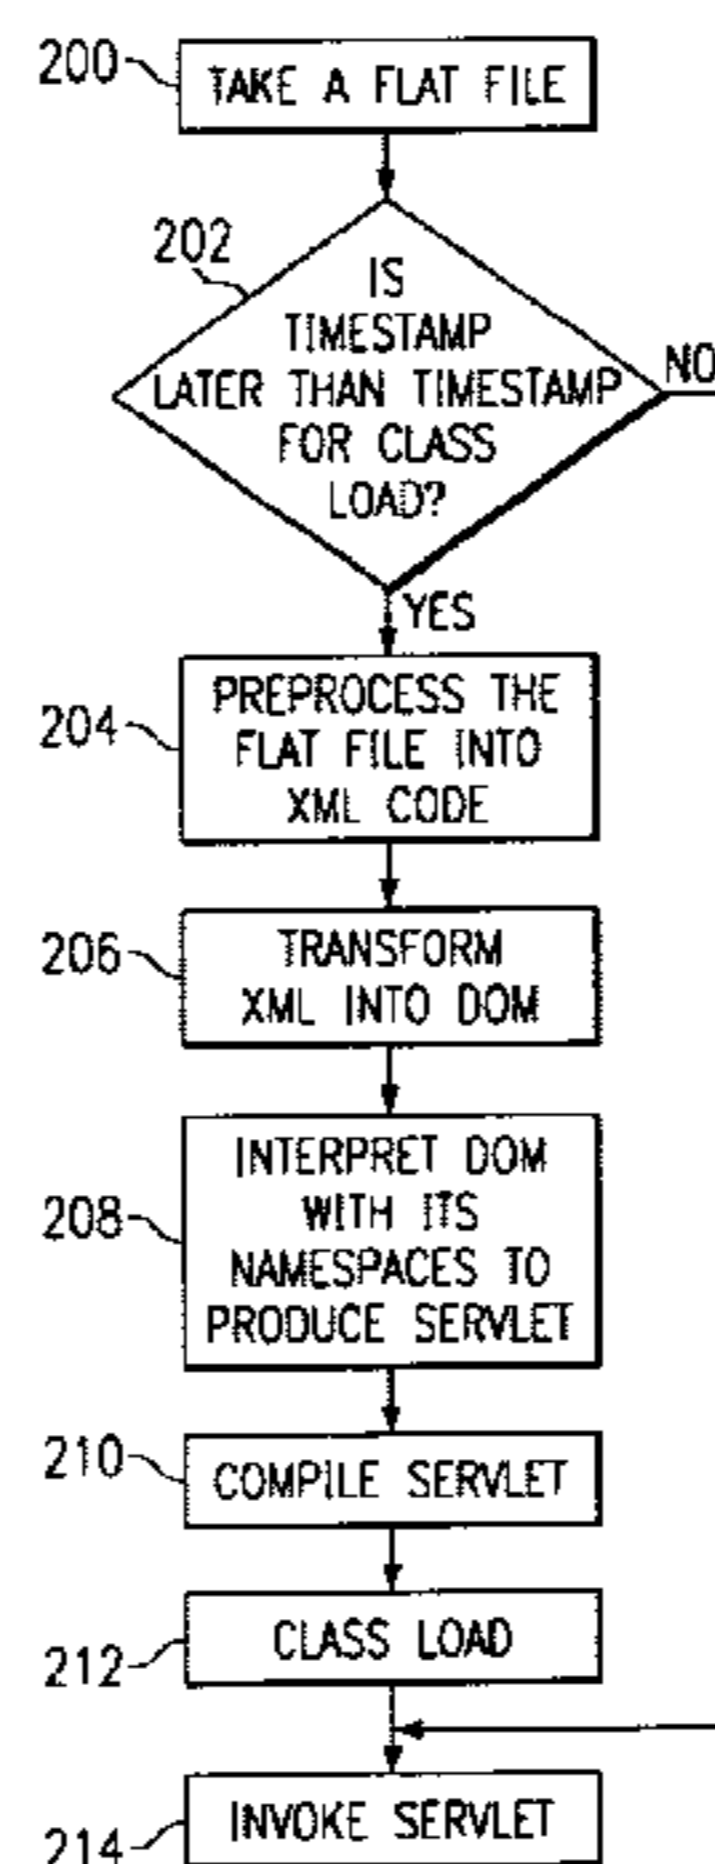 200
TAKE A FLAT FILE
202
IS
TIMESTAMP
LATER THAN TIMESTAMP
FOR CLASS
LOAD?
NO
YES
204
PREPROCESS THE
FLAT FILE INTO
XML CODE
206
TRANSFORM
XML INTO DOM
208
INTERPRET DOM
WITH ITS
NAMESPACES TO
PRODUCE SERVLET
210
COMPILE SERVLET
212
CLASS LOAD
214
INVOKE SERVLET